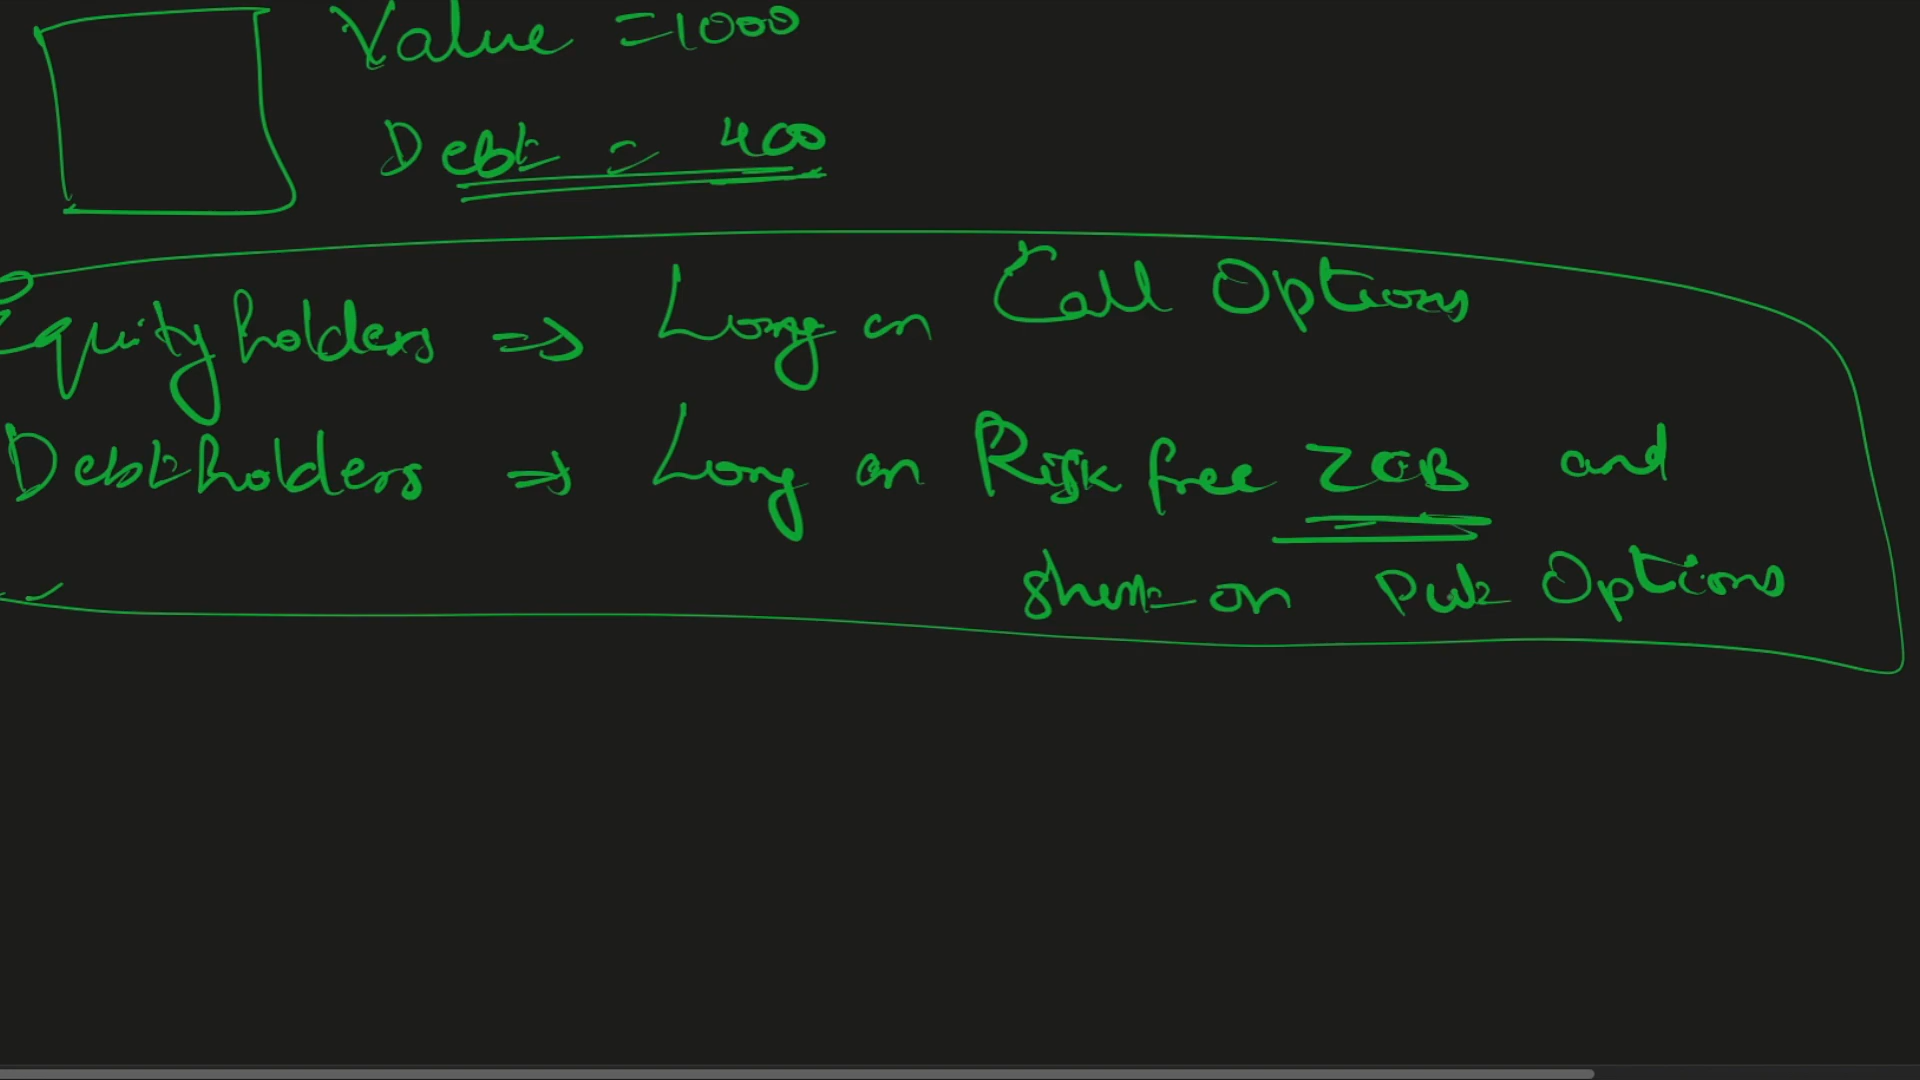 Value = 1000
Debt = 400
Equity holders => Long on Call Options
Debt holders => Long on Risk free ZCB and
short on Put Options